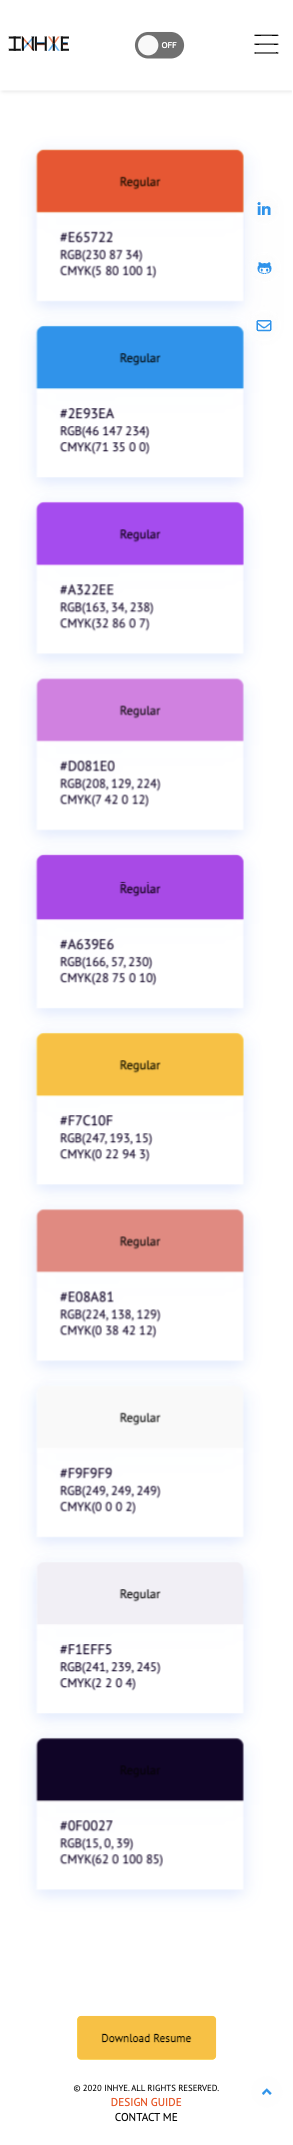 INHYE
OFF
Regular
#E65722
RGB(230 87 34)
CMYK(5 80 100 1)
in
Regular
#2E93EA
RGB(46 147 234)
CMYK(71 35 0 0)
Regular
#A322EE
RGB(163, 34, 238)
CMYK(32 86 0 7)
Regular
#D081E0
RGB(208, 129, 224)
CMYK(7 42 0 12)
Regular
#A639E6
RGB(166, 57, 230)
CMYK(28 75 0 10)
Regular
#F7C10F
RGB(247, 193, 15)
CMYK(0 22 94 3)
Regular
#E08A81
RGB(224, 138, 129)
CMYK(0 38 42 12)
Regular
#F9F9F9
RGB(249, 249, 249)
CMYK(0 0 0 2)
Regular
#F1EFF5
RGB(241, 239, 245)
CMYK(2 2 0 4)
Regular
#0F0027
RGB(15, 0, 39)
CMYK(62 0 100 85)
Download Resume
© 2020 INHYE. ALL RIGHTS RESERVED.
DESIGN GUIDE
CONTACT ME